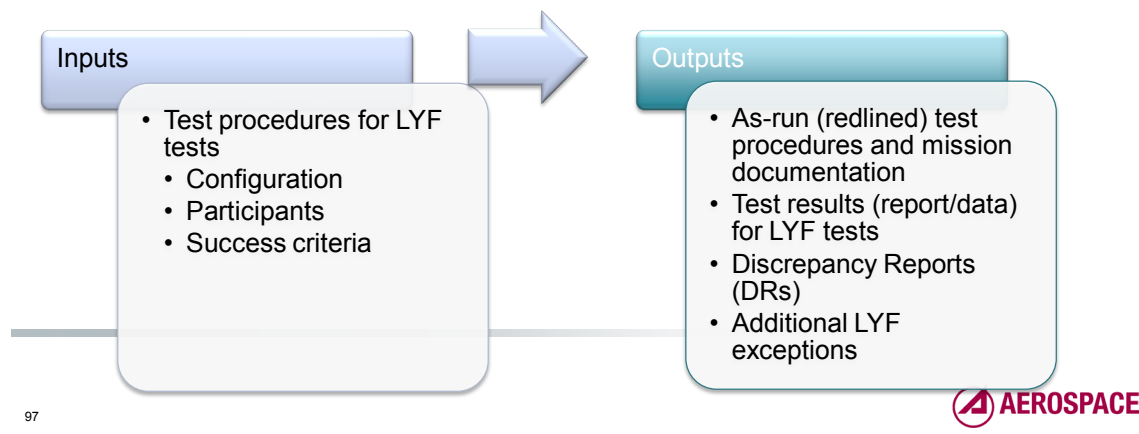 Inputs
• Test procedures for LYF
tests
• Configuration
• Participants
• Success criteria
Outputs
• As-run (redlined) test
procedures and mission
documentation
• Test results (report/data)
for LYF tests
• Discrepancy Reports
(DRs)
• Additional LYF
exceptions
97
AEROSPACE